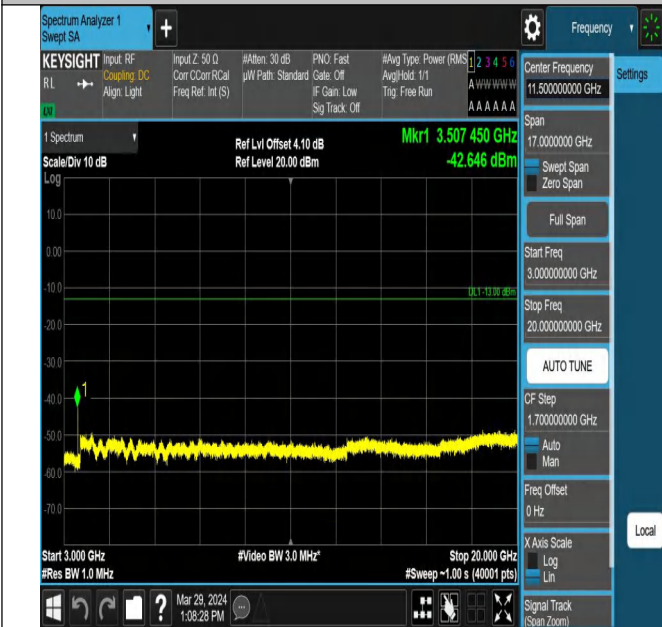 Spectrum Analyzer 1
Swept SA
Frequency
KEYSIGHT
RL
Input: RF
Coupling: DC
Align: Light
Input Z: 50 Ω
Corr CCorr RCal
Freq Ref: Int (S)
#Atten: 30 dB
µW Path: Standard
PNO: Fast
Gate: Off
IF Gain: Low
Sig Track: Off
#Avg Type: Power (RMS
Avg|Hold: 1/1
Trig: Free Run
1 2 3 4 5 6
A W W W W W
A A A A A A
1 Spectrum
Scale/Div 10 dB
Log
Ref Lvl Offset 4.10 dB
Ref Level 20.00 dBm
Mkr1 3.507 450 GHz
-42.646 dBm
10.0
0.00
-10.0
DL1 -13.00 dBm
-20.0
-30.0
-40.0
1
-50.0
-60.0
-70.0
Start 3.000 GHz
#Res BW 1.0 MHz
#Video BW 3.0 MHz*
Stop 20.000 GHz
#Sweep ~1.00 s (40001 pts)
Mar 29, 2024
1:08:28 PM
Center Frequency
11.500000000 GHz
Span
17.0000000 GHz
Swept Span
Zero Span
Full Span
Start Freq
3.000000000 GHz
Stop Freq
20.000000000 GHz
AUTO TUNE
CF Step
1.700000000 GHz
Auto
Man
Freq Offset
0 Hz
X Axis Scale
Log
Lin
Signal Track
(Span Zoom)
Settings
Local